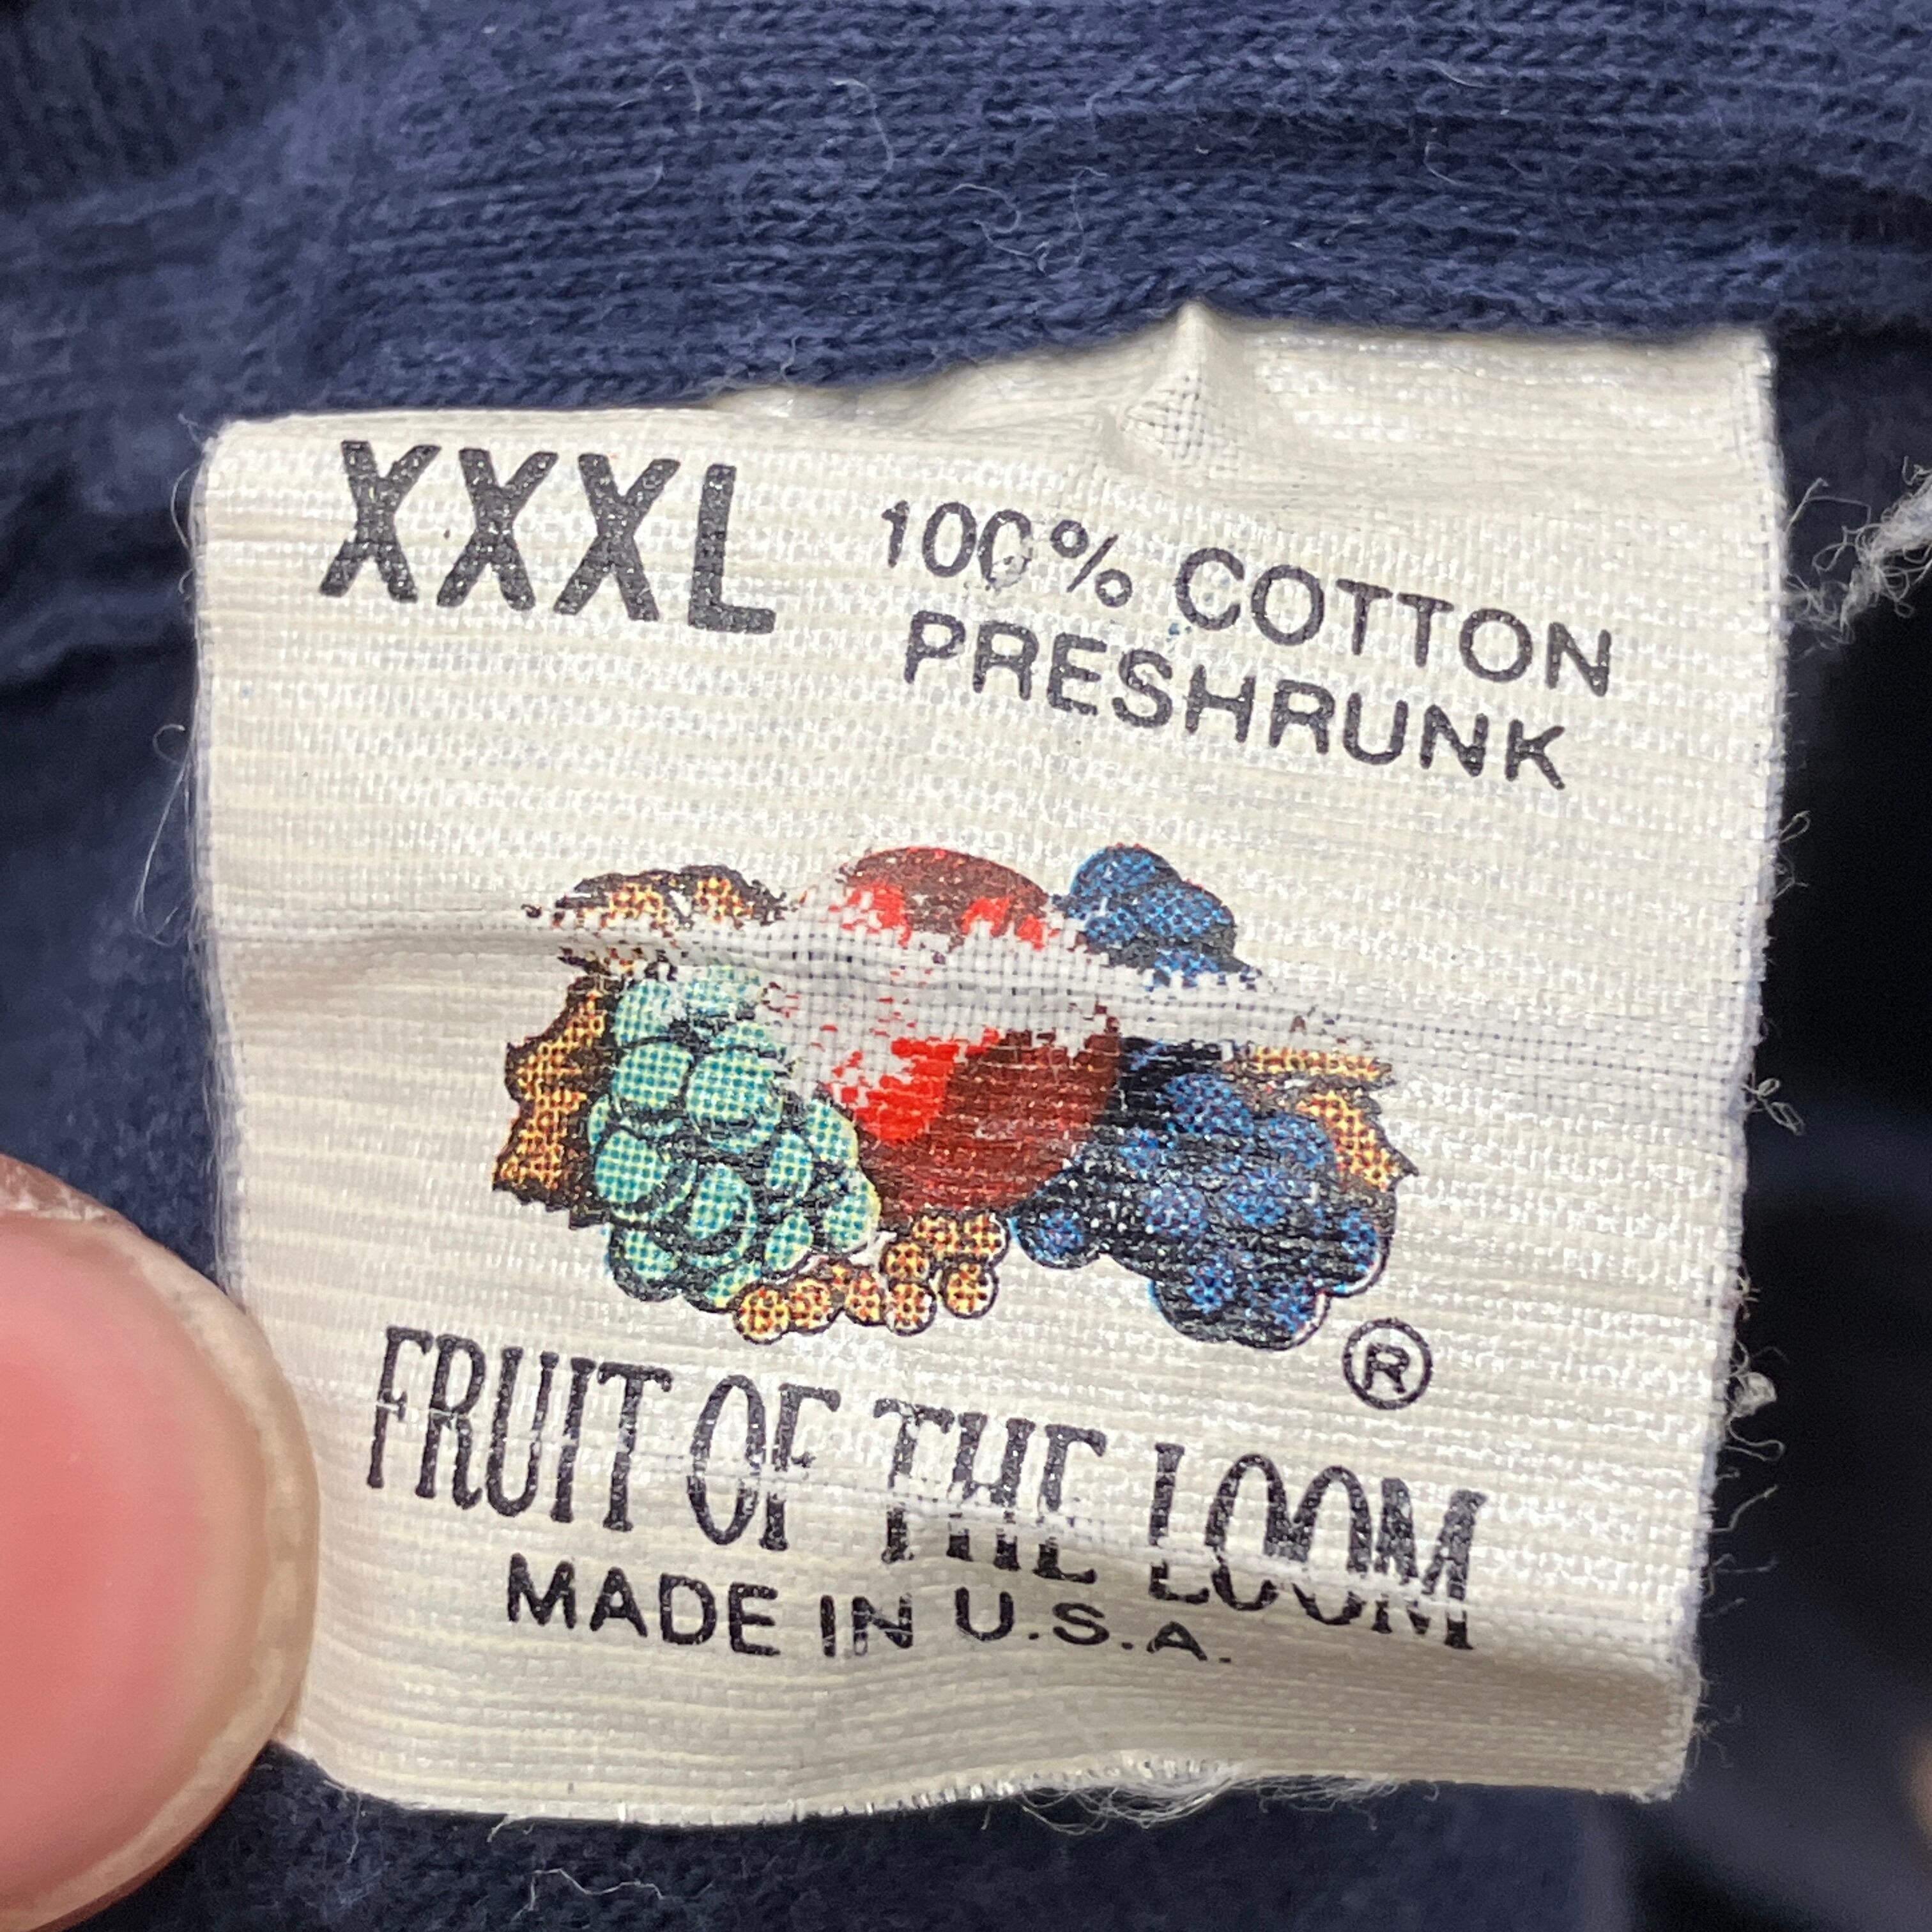 XXXL
100% COTTON
PRESHRUNK
®
FRUIT OF THE LOOM
MADE IN U.S.A.